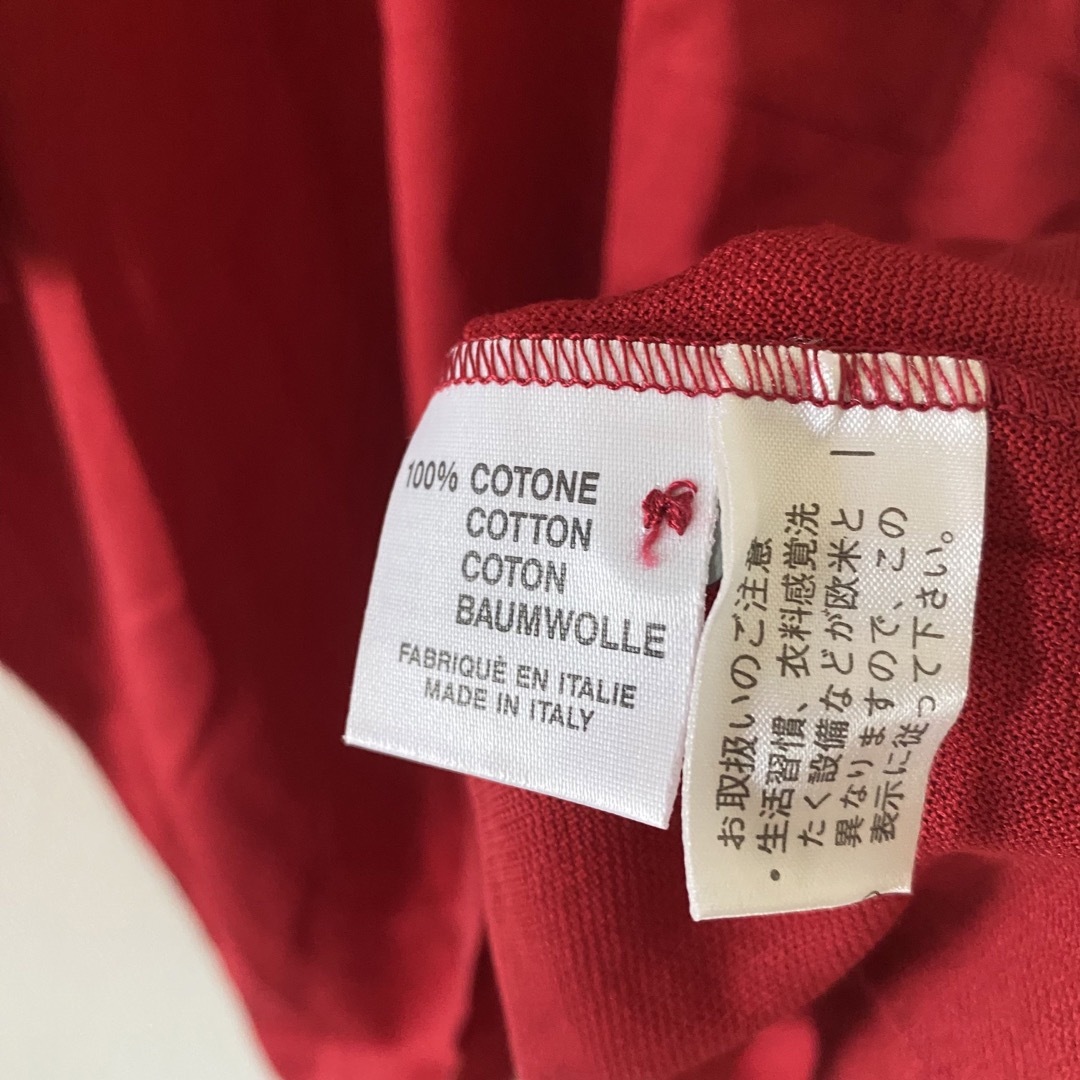 100% COTONE
COTTON
COTON
BAUMWOLLE
FABRIQUÈ EN ITALIE
MADE IN ITALY
お取扱いのご注意
・生活習慣、衣料感覚洗
たく設備などが欧米と
異なりますので、この
表示に従って下さい。